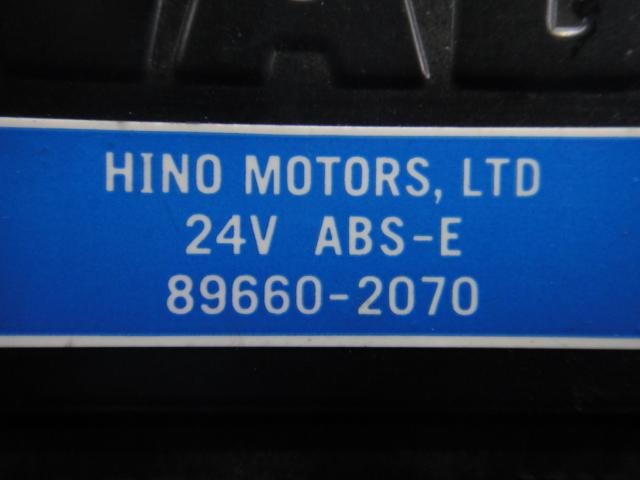 HINO MOTORS, LTD
24V ABS-E
89660-2070